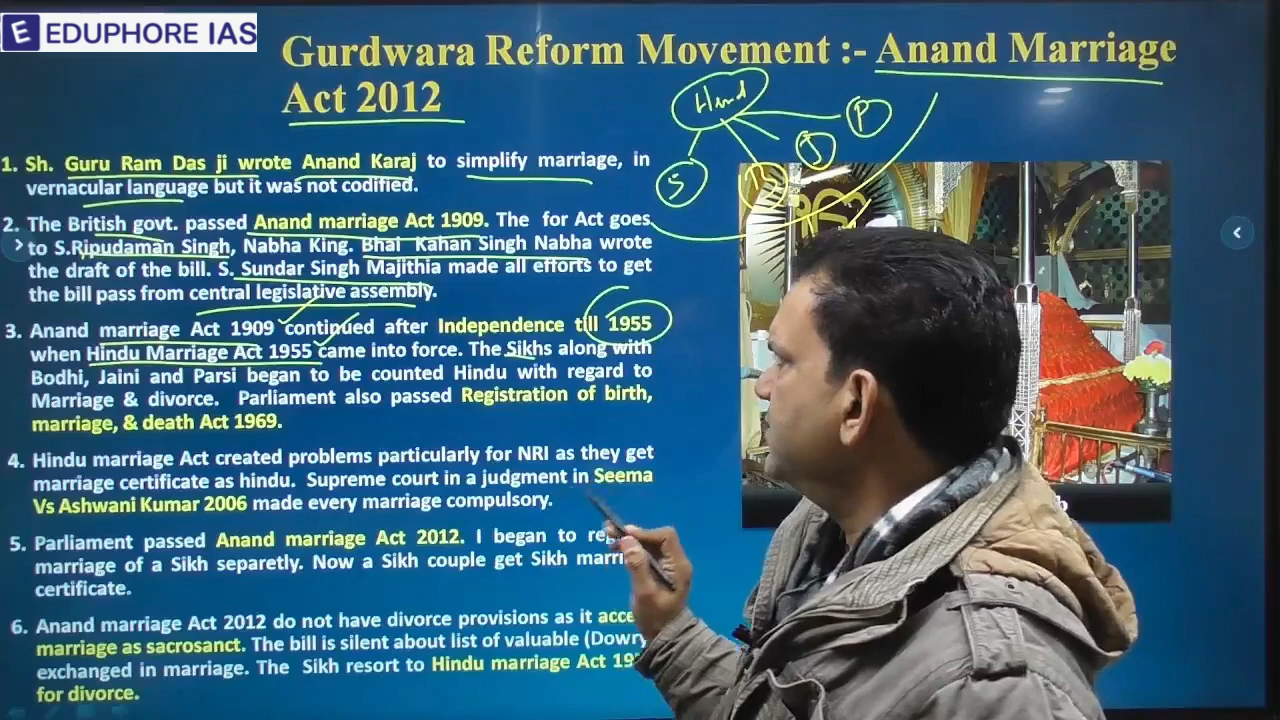 E EDUPHORE IAS
Gurdwara Reform Movement :- Anand Marriage
Act 2012
Hind
S
B
J
P
1. Sh. Guru Ram Das ji wrote Anand Karaj to simplify marriage, in
vernacular language but it was not codified.
2. The British govt. passed Anand marriage Act 1909. The for Act goes
to S.Ripudaman Singh, Nabha King. Bhai Kahan Singh Nabha wrote
the draft of the bill. S. Sundar Singh Majithia made all efforts to get
the bill pass from central legislative assembly.
3. Anand marriage Act 1909 continued after Independence till 1955
when Hindu Marriage Act 1955 came into force. The Sikhs along with
Bodhi, Jaini and Parsi began to be counted Hindu with regard to
Marriage & divorce. Parliament also passed Registration of birth,
marriage, & death Act 1969.
4. Hindu marriage Act created problems particularly for NRI as they get
marriage certificate as hindu. Supreme court in a judgment in Seema
Vs Ashwani Kumar 2006 made every marriage compulsory.
5. Parliament passed Anand marriage Act 2012. I began to
marriage of a Sikh separetly. Now a Sikh couple get Sikh
certificate.
6. Anand marriage Act 2012 do not have divorce provisions as it
marriage as sacrosanct. The bill is silent about list of valuable (Dowry
exchanged in marriage. The Sikh resort to Hindu marriage Act
for divorce.